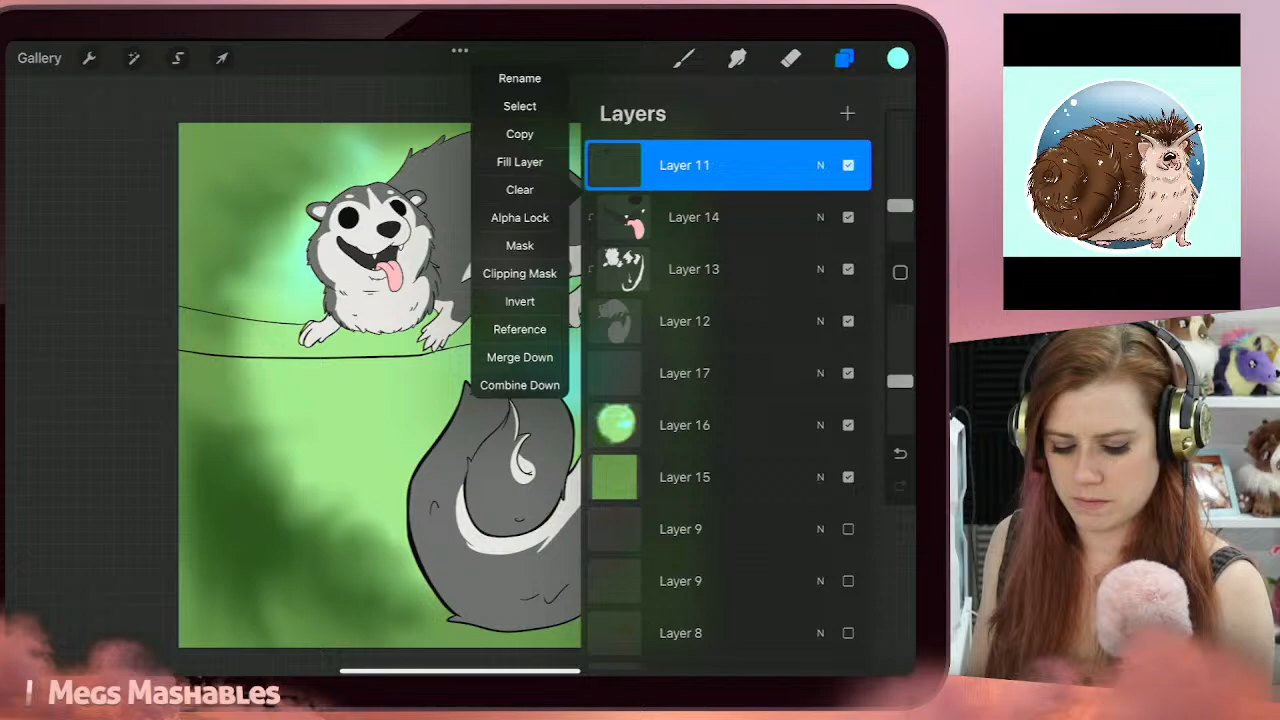 Gallery
Rename
Select
Copy
Fill Layer
Clear
Alpha Lock
Mask
Clipping Mask
Invert
Reference
Merge Down
Combine Down
Layers
Layer 11 N
Layer 14 N
Layer 13 N
Layer 12 N
Layer 17 N
Layer 16 N
Layer 15 N
Layer 9 N
Layer 9 N
Layer 8 N
Megs Mashables